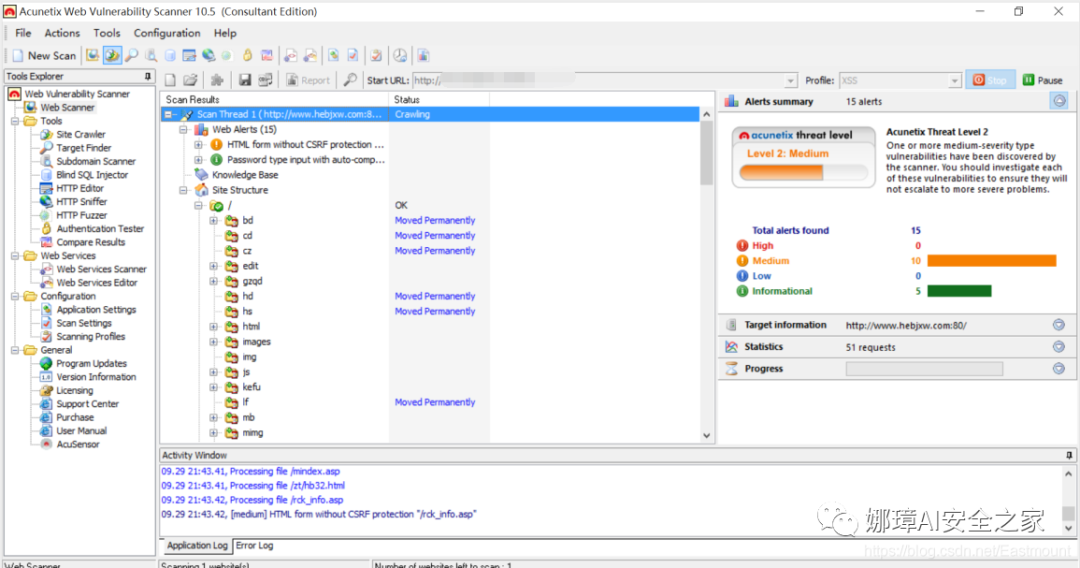 Acunetix Web Vulnerability Scanner 10.5 (Consultant Edition)
File Actions Tools Configuration Help
New Scan
Tools Explorer
Web Vulnerability Scanner
Web Scanner
Tools
Site Crawler
Target Finder
Subdomain Scanner
Blind SQL Injector
HTTP Editor
HTTP Sniffer
HTTP Fuzzer
Authentication Tester
Compare Results
Web Services
Web Services Scanner
Web Services Editor
Configuration
Application Settings
Scan Settings
Scanning Profiles
General
Program Updates
Version Information
Licensing
Support Center
Purchase
User Manual
AcuSensor
Report Start URL: http:// Profile: XSS Stop Pause
Scan Results Status
Scan Thread 1 ( http://www.hebjxw.com:8... Crawling
Web Alerts (15)
HTML form without CSRF protection ...
Password type input with auto-comp...
Knowledge Base
Site Structure
/ OK
bd Moved Permanently
cd Moved Permanently
cz Moved Permanently
edit
gzqd
hd Moved Permanently
hs Moved Permanently
html
images
img
js
kefu
lf Moved Permanently
mb
mimg
Alerts summary 15 alerts
acunetix threat level
Level 2: Medium
Acunetix Threat Level 2
One or more medium-severity type
vulnerabilities have been discovered by
the scanner. You should investigate each
of these vulnerabilities to ensure they will
not escalate to more severe problems.
Total alerts found 15
High 0
Medium 10
Low 0
Informational 5
Target information http://www.hebjxw.com:80/
Statistics 51 requests
Progress
Activity Window
09.29 21:43.41, Processing file /mindex.asp
09.29 21:43.41, Processing file /zt/hb32.html
09.29 21:43.42, Processing file /rck_info.asp
09.29 21:43.42, [medium] HTML form without CSRF protection "/rck_info.asp"
Application Log Error Log
娜璋AI安全之家
https://blog.csdn.net/Eastmount
Web Scanner Scanning 1 website(s) Number of websites left to scan : 1